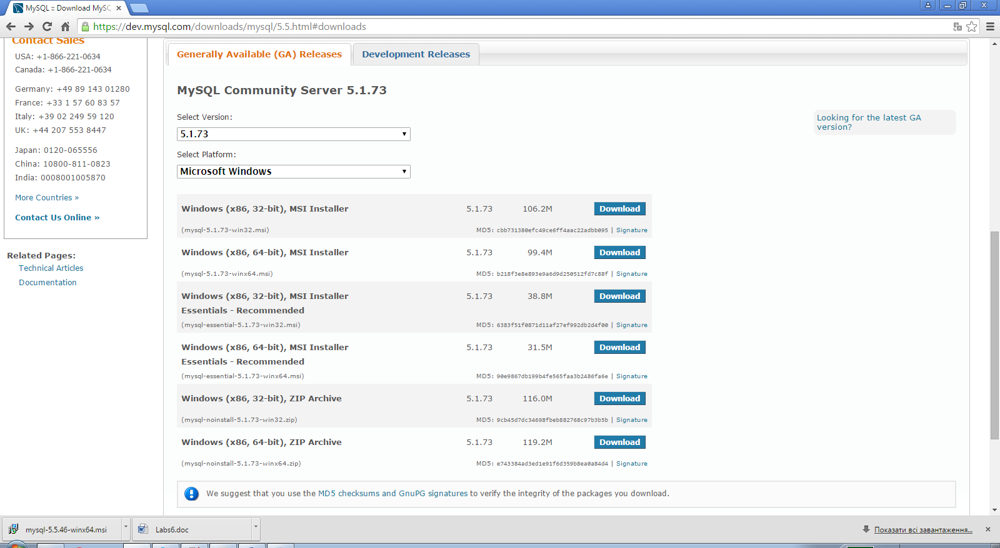 MySQL :: Download MySQ
https://dev.mysql.com/downloads/mysql/5.5.html#downloads
Contact Sales
USA: +1-866-221-0634
Canada: +1-866-221-0634
Germany: +49 89 143 01280
France: +33 1 57 60 83 57
Italy: +39 02 249 59 120
UK: +44 207 553 8447
Japan: 0120-065556
China: 10800-811-0823
India: 0008001005870
More Countries »
Contact Us Online »
Related Pages:
Technical Articles
Documentation
Generally Available (GA) Releases
Development Releases
MySQL Community Server 5.1.73
Select Version:
5.1.73
Select Platform:
Microsoft Windows
Looking for the latest GA
version?
Windows (x86, 32-bit), MSI Installer 5.1.73 106.2M Download
(mysql-5.1.73-win32.msi) MD5: cbb731380efc49ce6ff4aac22adbb095 | Signature
Windows (x86, 64-bit), MSI Installer 5.1.73 99.4M Download
(mysql-5.1.73-winx64.msi) MD5: b218f3e8e893e9a6d9d250512fd7c88f | Signature
Windows (x86, 32-bit), MSI Installer 5.1.73 38.8M Download
Essentials - Recommended
(mysql-essential-5.1.73-win32.msi) MD5: 6383f51f0871d11af27ef992db2d4f00 | Signature
Windows (x86, 64-bit), MSI Installer 5.1.73 31.5M Download
Essentials - Recommended
(mysql-essential-5.1.73-winx64.msi) MD5: 90e9867db199b4fe565faa3b2486fa6e | Signature
Windows (x86, 32-bit), ZIP Archive 5.1.73 116.0M Download
(mysql-noinstall-5.1.73-win32.zip) MD5: 9cb45d7dc34698fbeb882768c97b3b5b | Signature
Windows (x86, 64-bit), ZIP Archive 5.1.73 119.2M Download
(mysql-noinstall-5.1.73-winx64.zip) MD5: e743384ad3ed1e91f6d359b8ea0a84d4 | Signature
We suggest that you use the MD5 checksums and GnuPG signatures to verify the integrity of the packages you download.
mysql-5.5.46-winx64.msi
Labs6.doc
Показати всі завантаження...